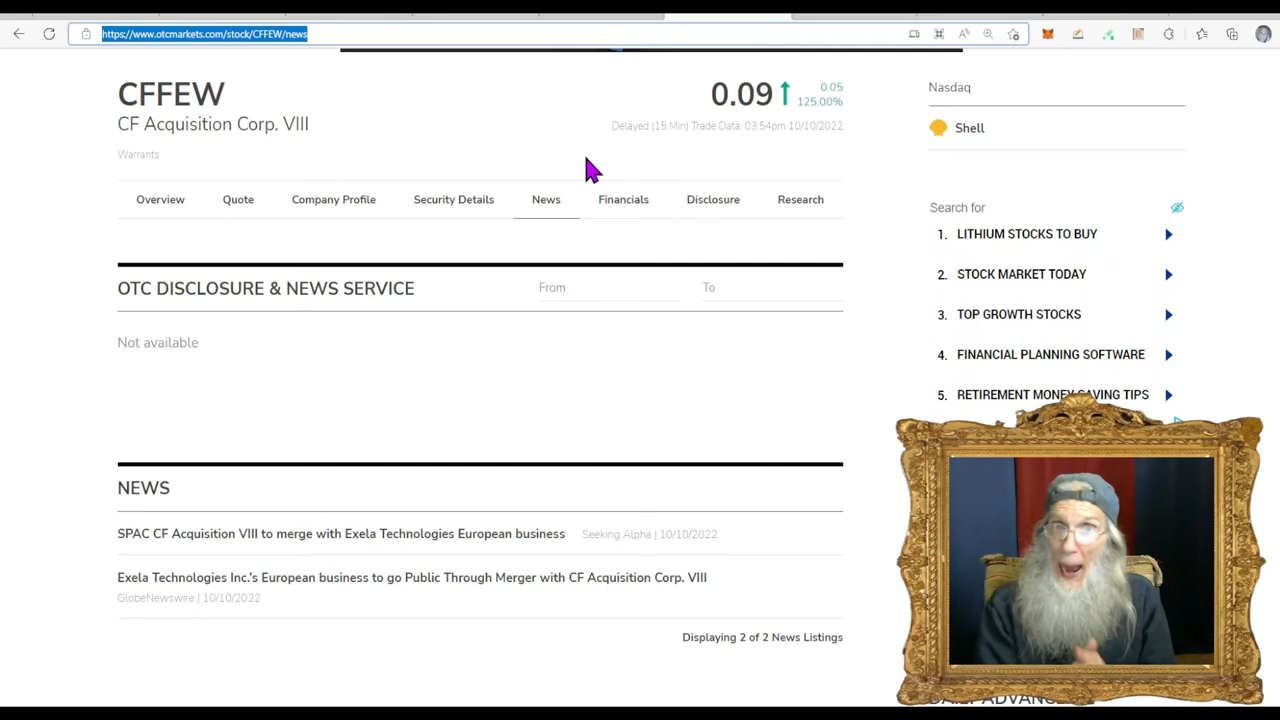 https://www.otcmarkets.com/stock/CFFEW/news
CFFEW
0.09
0.05
125.00%
CF Acquisition Corp. VIII
Delayed (15 Min) Trade Data: 03:54pm 10/10/2022
Warrants
Overview
Quote
Company Profile
Security Details
News
Financials
Disclosure
Research
OTC DISCLOSURE & NEWS SERVICE
From
To
Not available
NEWS
SPAC CF Acquisition VIII to merge with Exela Technologies European business
Seeking Alpha | 10/10/2022
Exela Technologies Inc.'s European business to go Public Through Merger with CF Acquisition Corp. VIII
GlobeNewswire | 10/10/2022
Displaying 2 of 2 News Listings
Nasdaq
Shell
Search for
1. LITHIUM STOCKS TO BUY
2. STOCK MARKET TODAY
3. TOP GROWTH STOCKS
4. FINANCIAL PLANNING SOFTWARE
5. RETIREMENT MONEY SAVING TIPS